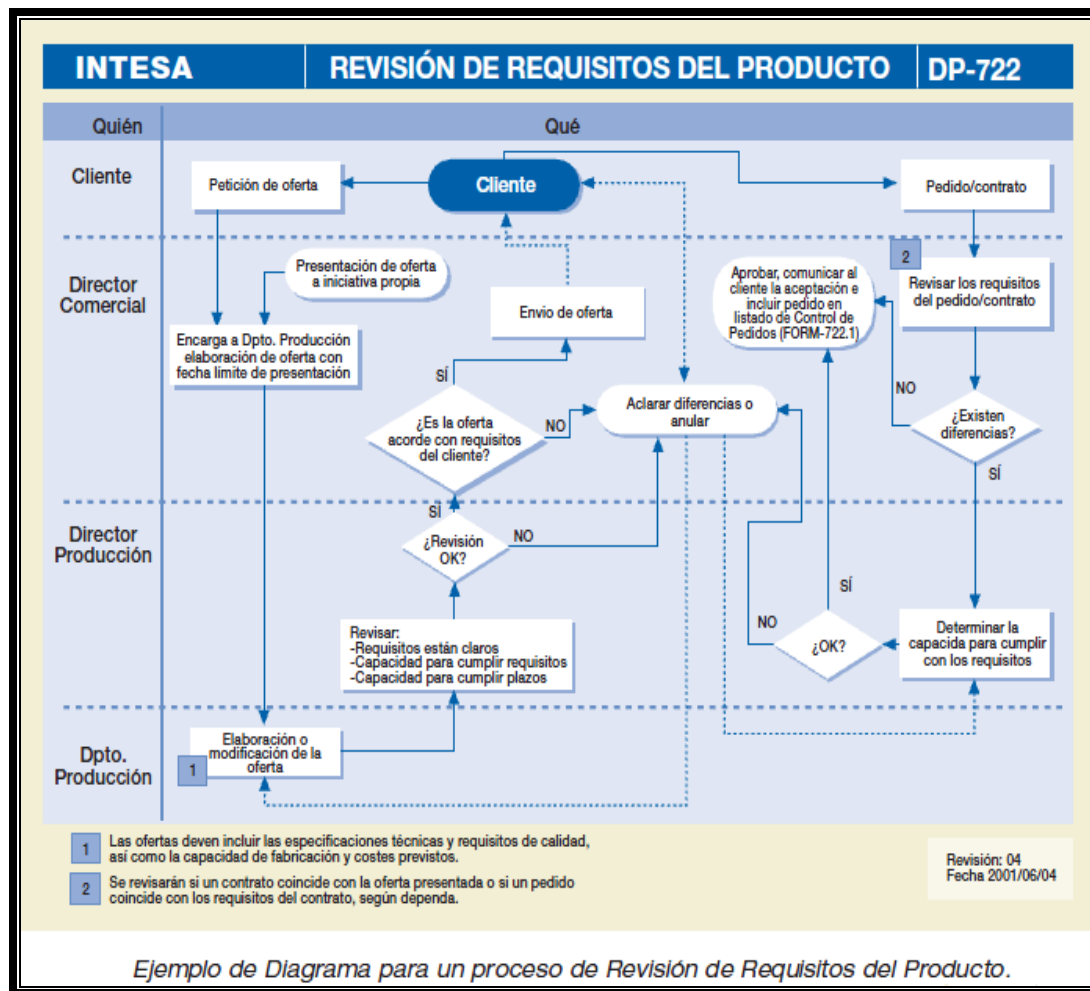 INTESA
REVISIÓN DE REQUISITOS DEL PRODUCTO
DP-722
Quién
Qué
Cliente
Petición de oferta
Cliente
Pedido/contrato
Director
Comercial
Presentación de oferta
a iniciativa propia
Encarga a Dpto. Producción
elaboración de oferta con
fecha límite de presentación
Envio de oferta
SÍ
¿Es la oferta
acorde con requisitos
del cliente?
NO
Aclarar diferencias o
anular
Aprobar, comunicar al
cliente la aceptación e
incluir pedido en
listado de Control de
Pedidos (FORM-722.1)
2
Revisar los requisitos
del pedido/contrato
NO
¿Existen
diferencias?
SÍ
Director
Producción
SÍ
¿Revisión
OK?
NO
Revisar:
-Requisitos están claros
-Capacidad para cumplir requisitos
-Capacidad para cumplir plazos
SÍ
NO
¿OK?
Determinar la
capacida para cumplir
con los requisitos
Dpto.
Producción
1
Elaboración o
modificación de la
oferta
1
Las ofertas deben incluir las especificaciones técnicas y requisitos de calidad,
así como la capacidad de fabricación y costes previstos.
2
Se revisarán si un contrato coincide con la oferta presentada o si un pedido
coincide con los requisitos del contrato, según dependa.
Revisión: 04
Fecha 2001/06/04
Ejemplo de Diagrama para un proceso de Revisión de Requisitos del Producto.